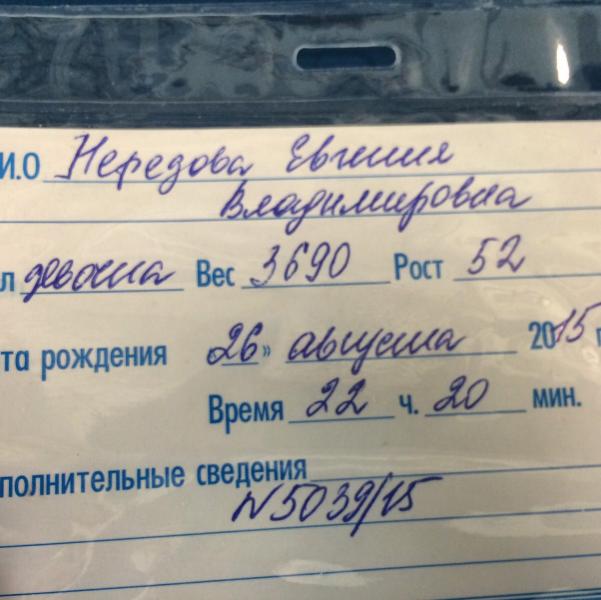 И.О Нерезова Евгения
Владимировна
л девочка Вес 3690 Рост 52
та рождения 26» августа 2015 г
Время 22 ч. 20 мин.
полнительные сведения
N5039/15